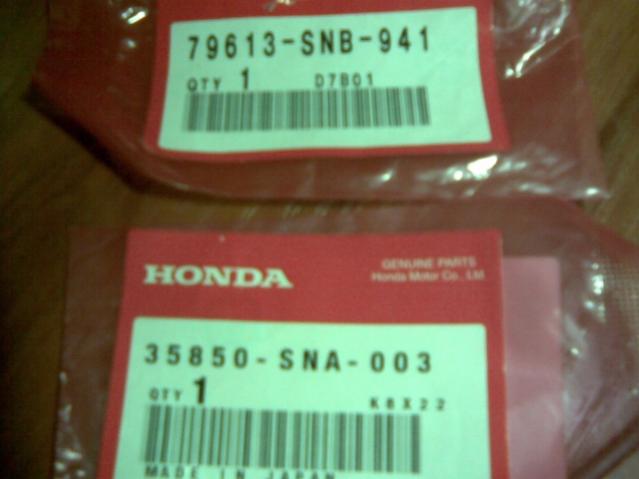 79613-SNB-941
QTY 1 D7B01
HONDA
GENUINE PARTS
Honda Motor Co., Ltd
35850-SNA-003
QTY 1 K6X22
MADE IN JAPAN